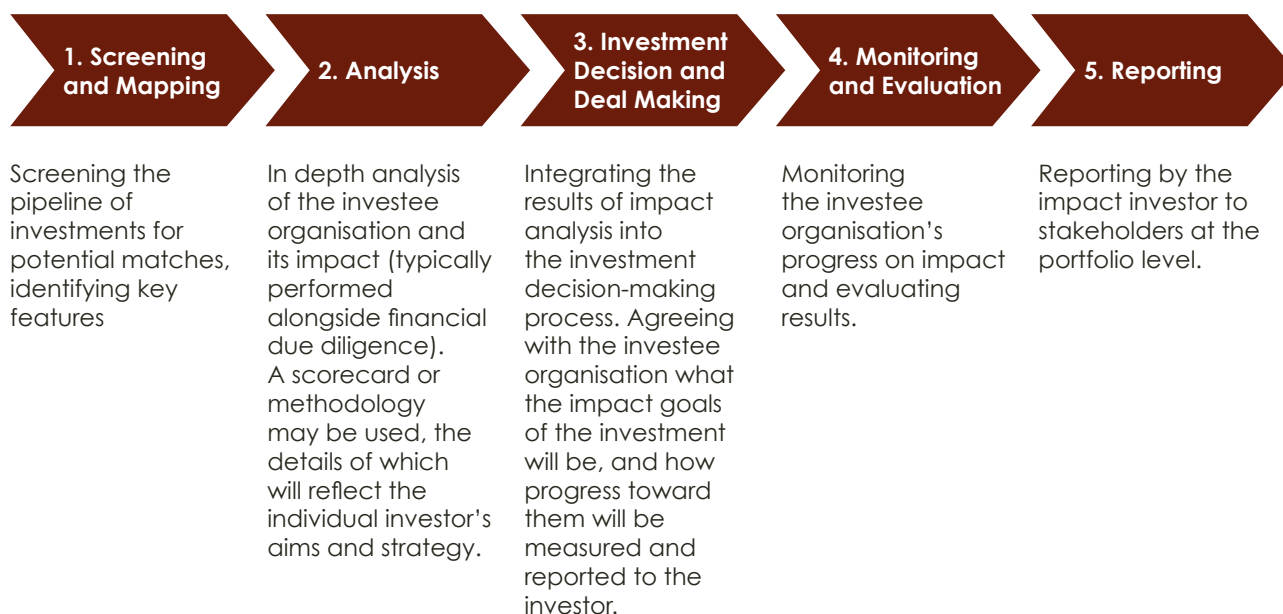 1. Screening
and Mapping
2. Analysis
3. Investment
Decision and
Deal Making
4. Monitoring
and Evaluation
5. Reporting
Screening the
pipeline of
investments for
potential matches,
identifying key
features
In depth analysis
of the investee
organisation and
its impact (typically
performed
alongside financial
due diligence).
A scorecard or
methodology
may be used, the
details of which
will reflect the
individual investor’s
aims and strategy.
Integrating the
results of impact
analysis into
the investment
decision-making
process. Agreeing
with the investee
organisation what
the impact goals
of the investment
will be, and how
progress toward
them will be
measured and
reported to the
investor.
Monitoring
the investee
organisation’s
progress on impact
and evaluating
results.
Reporting by the
impact investor to
stakeholders at the
portfolio level.